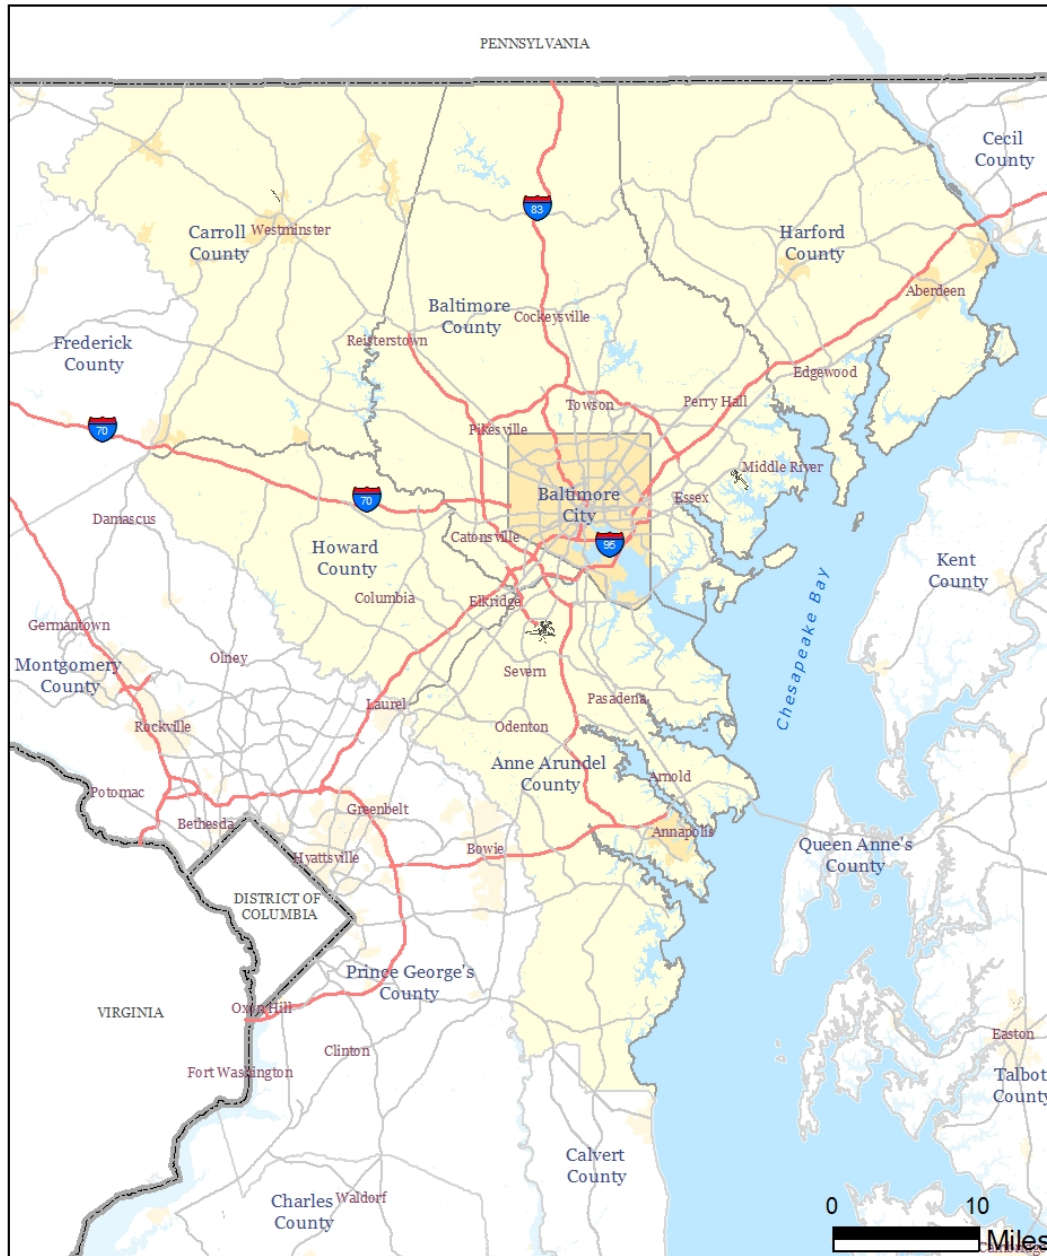 PENNSYLVANIA
Cecil
County
83
Carroll
County
Westminster
Harford
County
Aberdeen
Baltimore
County
Cockeysville
Reisterstown
Frederick
County
Edgewood
Towson
Perry Hall
70
Pikesville
Middle River
70
Baltimore
City
Essex
Damascus
Catonsville
95
Howard
County
Kent
County
Columbia
Elkridge
Chesapeake Bay
Germantown
Olney
Montgomery
County
Severn
Laurel
Pasadena
Rockville
Odenton
Anne Arundel
County
Arnold
Potomac
Greenbelt
Bethesda
Annapolis
Hyattsville
Bowie
Queen Anne's
County
DISTRICT OF
COLUMBIA
Prince George's
County
VIRGINIA
Oxon Hill
Easton
Clinton
Fort Washington
Talbot
County
Calvert
County
Charles
County
Waldorf
0 10
Miles